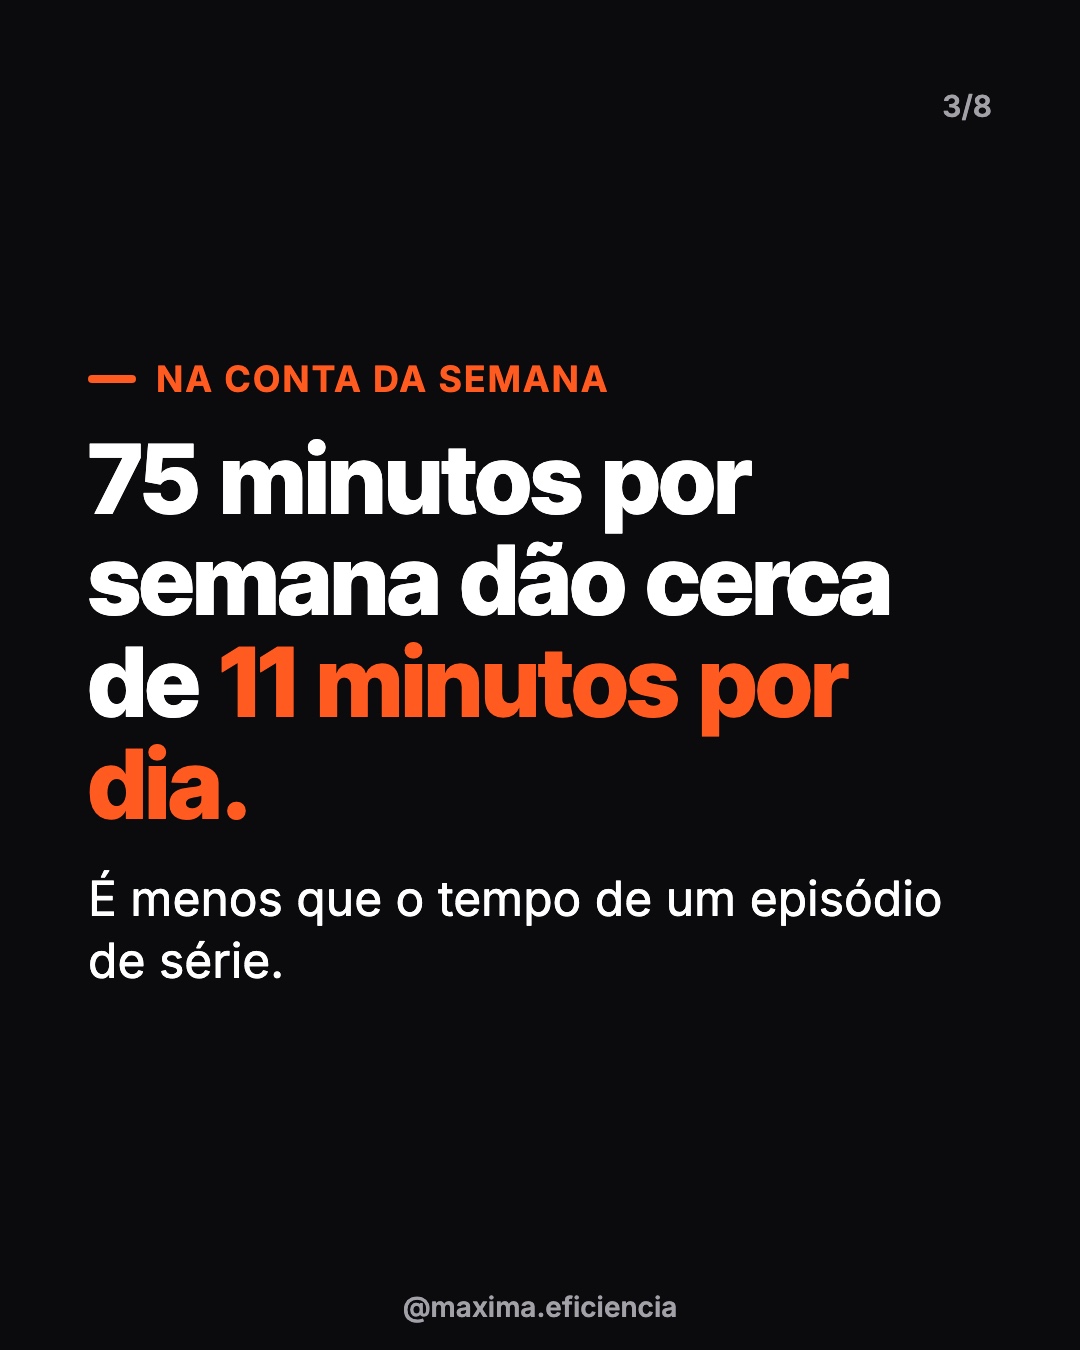 3/8
NA CONTA DA SEMANA
75 minutos por
semana dão cerca
de 11 minutos por
dia.
É menos que o tempo de um episódio
de série.
@maxima.eficiencia